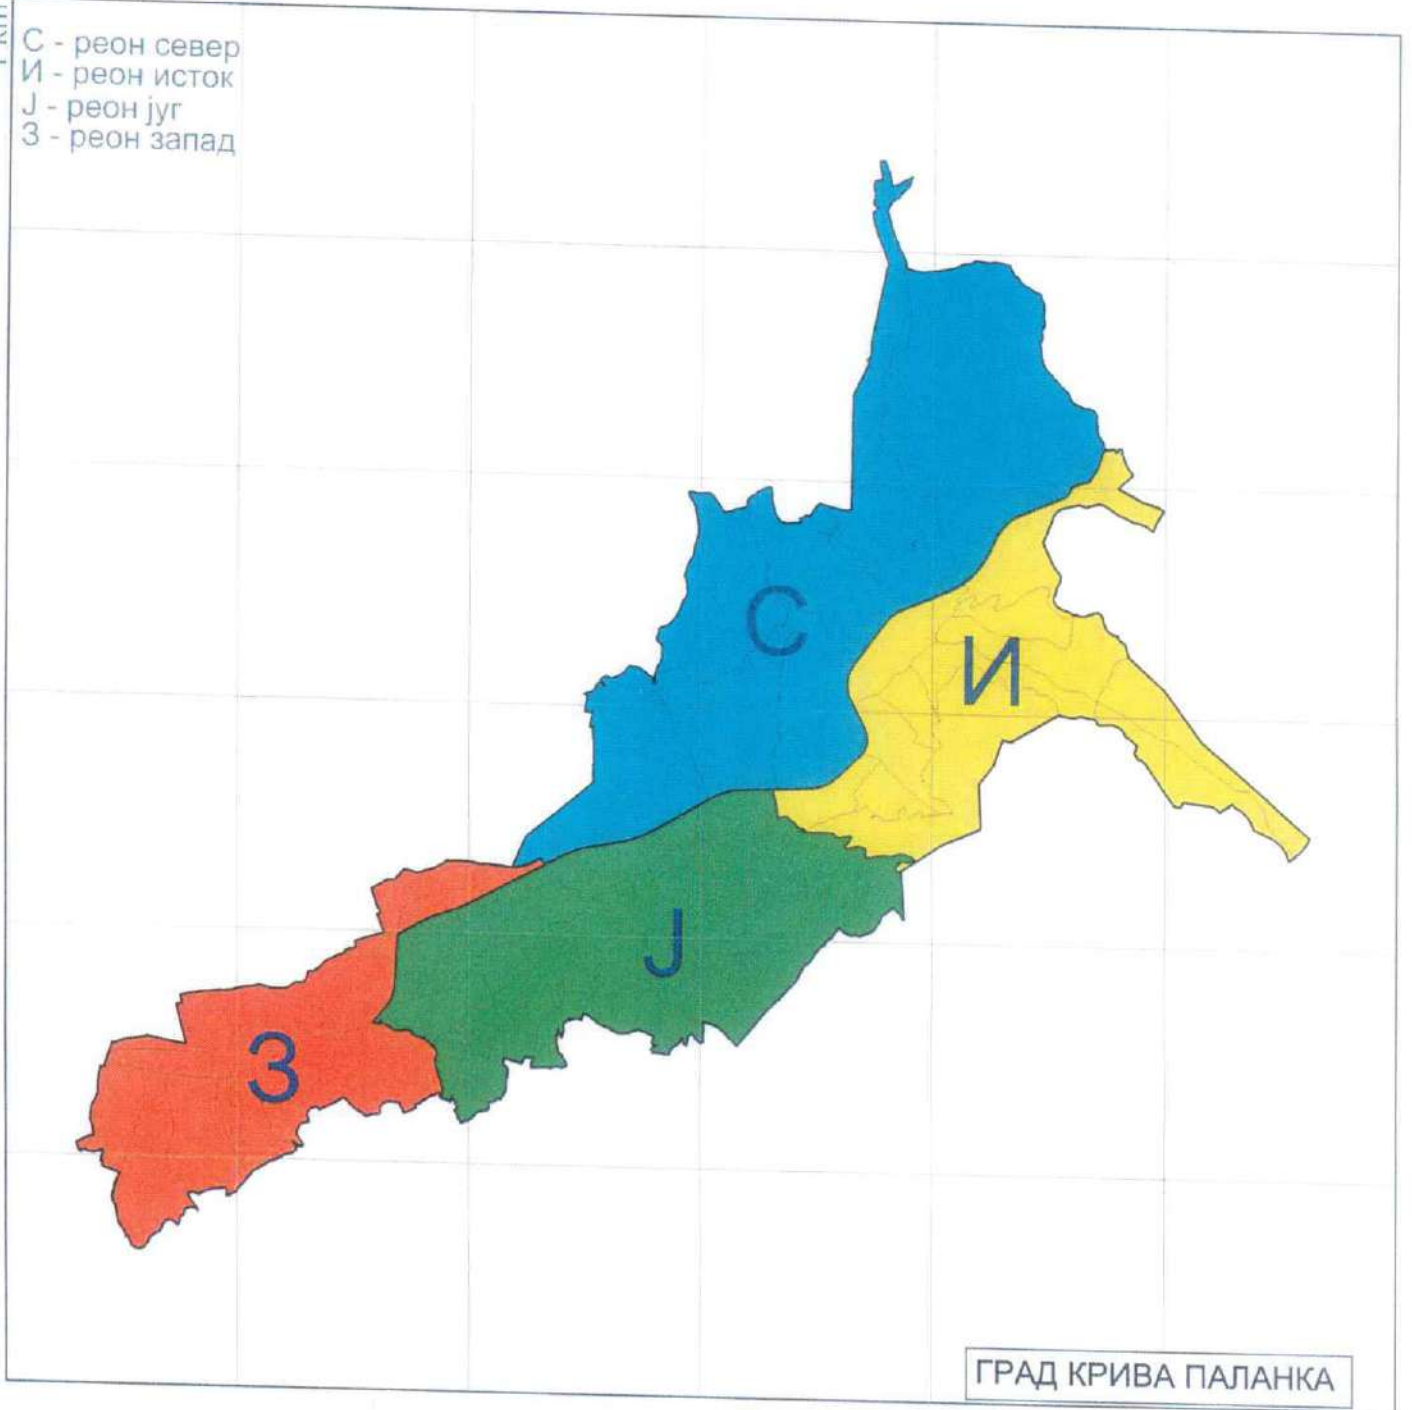 С - реон север
И - реон исток
Ј - реон југ
З - реон запад
С
И
Ј
З
ГРАД КРИВА ПАЛАНКА